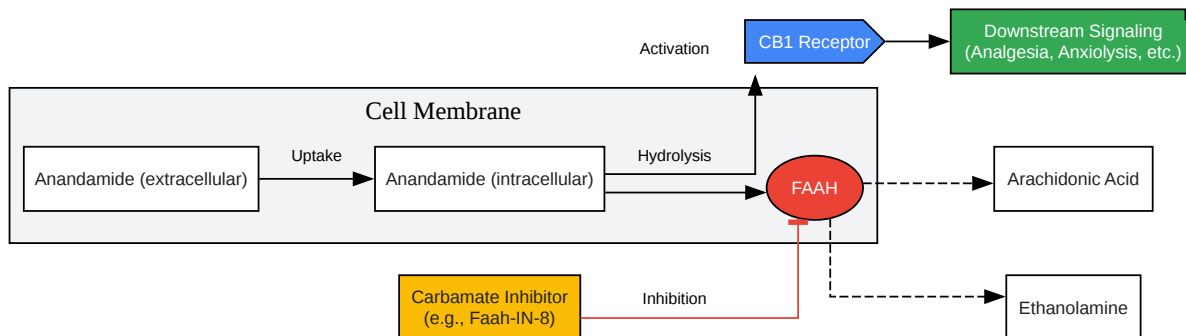 Activation
CB1 Receptor
Downstream Signaling
(Analgesia, Anxiolysis, etc.)
Cell Membrane
Anandamide (extracellular)
Uptake
Anandamide (intracellular)
Hydrolysis
FAAH
Arachidonic Acid
Carbamate Inhibitor
(e.g., Faah-IN-8)
Inhibition
Ethanolamine